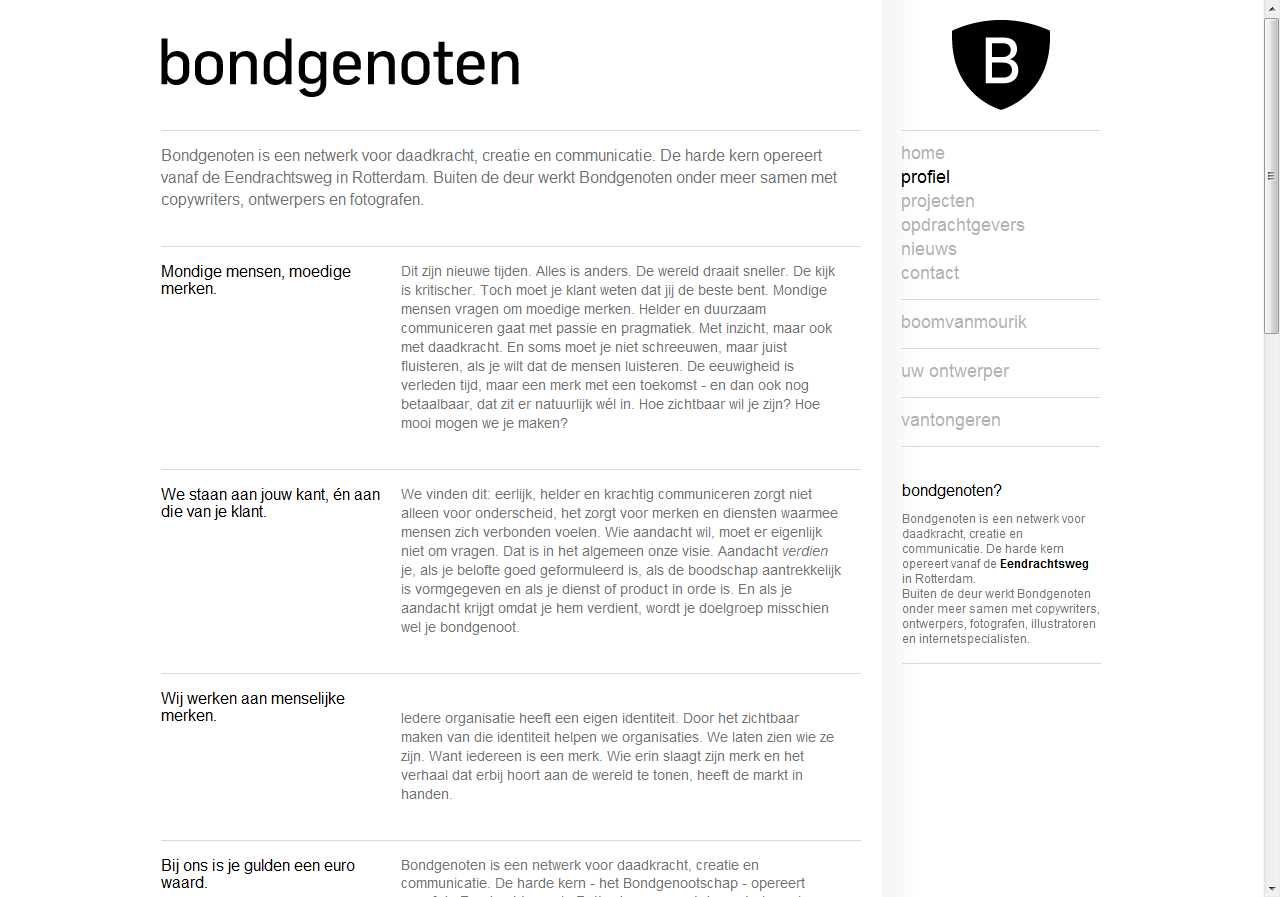 bondgenoten
Bondgenoten is een netwerk voor daadkracht, creatie en communicatie. De harde kern opereert
vanaf de Eendrachtsweg in Rotterdam. Buiten de deur werkt Bondgenoten onder meer samen met
copywriters, ontwerpers en fotografen.
Mondige mensen, moedige
merken.
Dit zijn nieuwe tijden. Alles is anders. De wereld draait sneller. De kijk
is kritischer. Toch moet je klant weten dat jij de beste bent. Mondige
mensen vragen om moedige merken. Helder en duurzaam
communiceren gaat met passie en pragmatiek. Met inzicht, maar ook
met daadkracht. En soms moet je niet schreeuwen, maar juist
fluisteren, als je wilt dat de mensen luisteren. De eeuwigheid is
verleden tijd, maar een merk met een toekomst - en dan ook nog
betaalbaar, dat zit er natuurlijk wél in. Hoe zichtbaar wil je zijn? Hoe
mooi mogen we je maken?
We staan aan jouw kant, én aan
die van je klant.
We vinden dit: eerlijk, helder en krachtig communiceren zorgt niet
alleen voor onderscheid, het zorgt voor merken en diensten waarmee
mensen zich verbonden voelen. Wie aandacht wil, moet er eigenlijk
niet om vragen. Dat is in het algemeen onze visie. Aandacht verdien
je, als je belofte goed geformuleerd is, als de boodschap aantrekkelijk
is vormgegeven en als je dienst of product in orde is. En als je
aandacht krijgt omdat je hem verdient, wordt je doelgroep misschien
wel je bondgenoot.
Wij werken aan menselijke
merken.
Iedere organisatie heeft een eigen identiteit. Door het zichtbaar
maken van die identiteit helpen we organisaties. We laten zien wie ze
zijn. Want iedereen is een merk. Wie erin slaagt zijn merk en het
verhaal dat erbij hoort aan de wereld te tonen, heeft de markt in
handen.
Bij ons is je gulden een euro
waard.
Bondgenoten is een netwerk voor daadkracht, creatie en
communicatie. De harde kern - het Bondgenootschap - opereert
B
home
profiel
projecten
opdrachtgevers
nieuws
contact
boomvanmourik
uw ontwerper
vantongeren
bondgenoten?
Bondgenoten is een netwerk voor
daadkracht, creatie en
communicatie. De harde kern
opereert vanaf de Eendrachtsweg
in Rotterdam.
Buiten de deur werkt Bondgenoten
onder meer samen met copywriters,
ontwerpers, fotografen, illustratoren
en internetspecialisten.